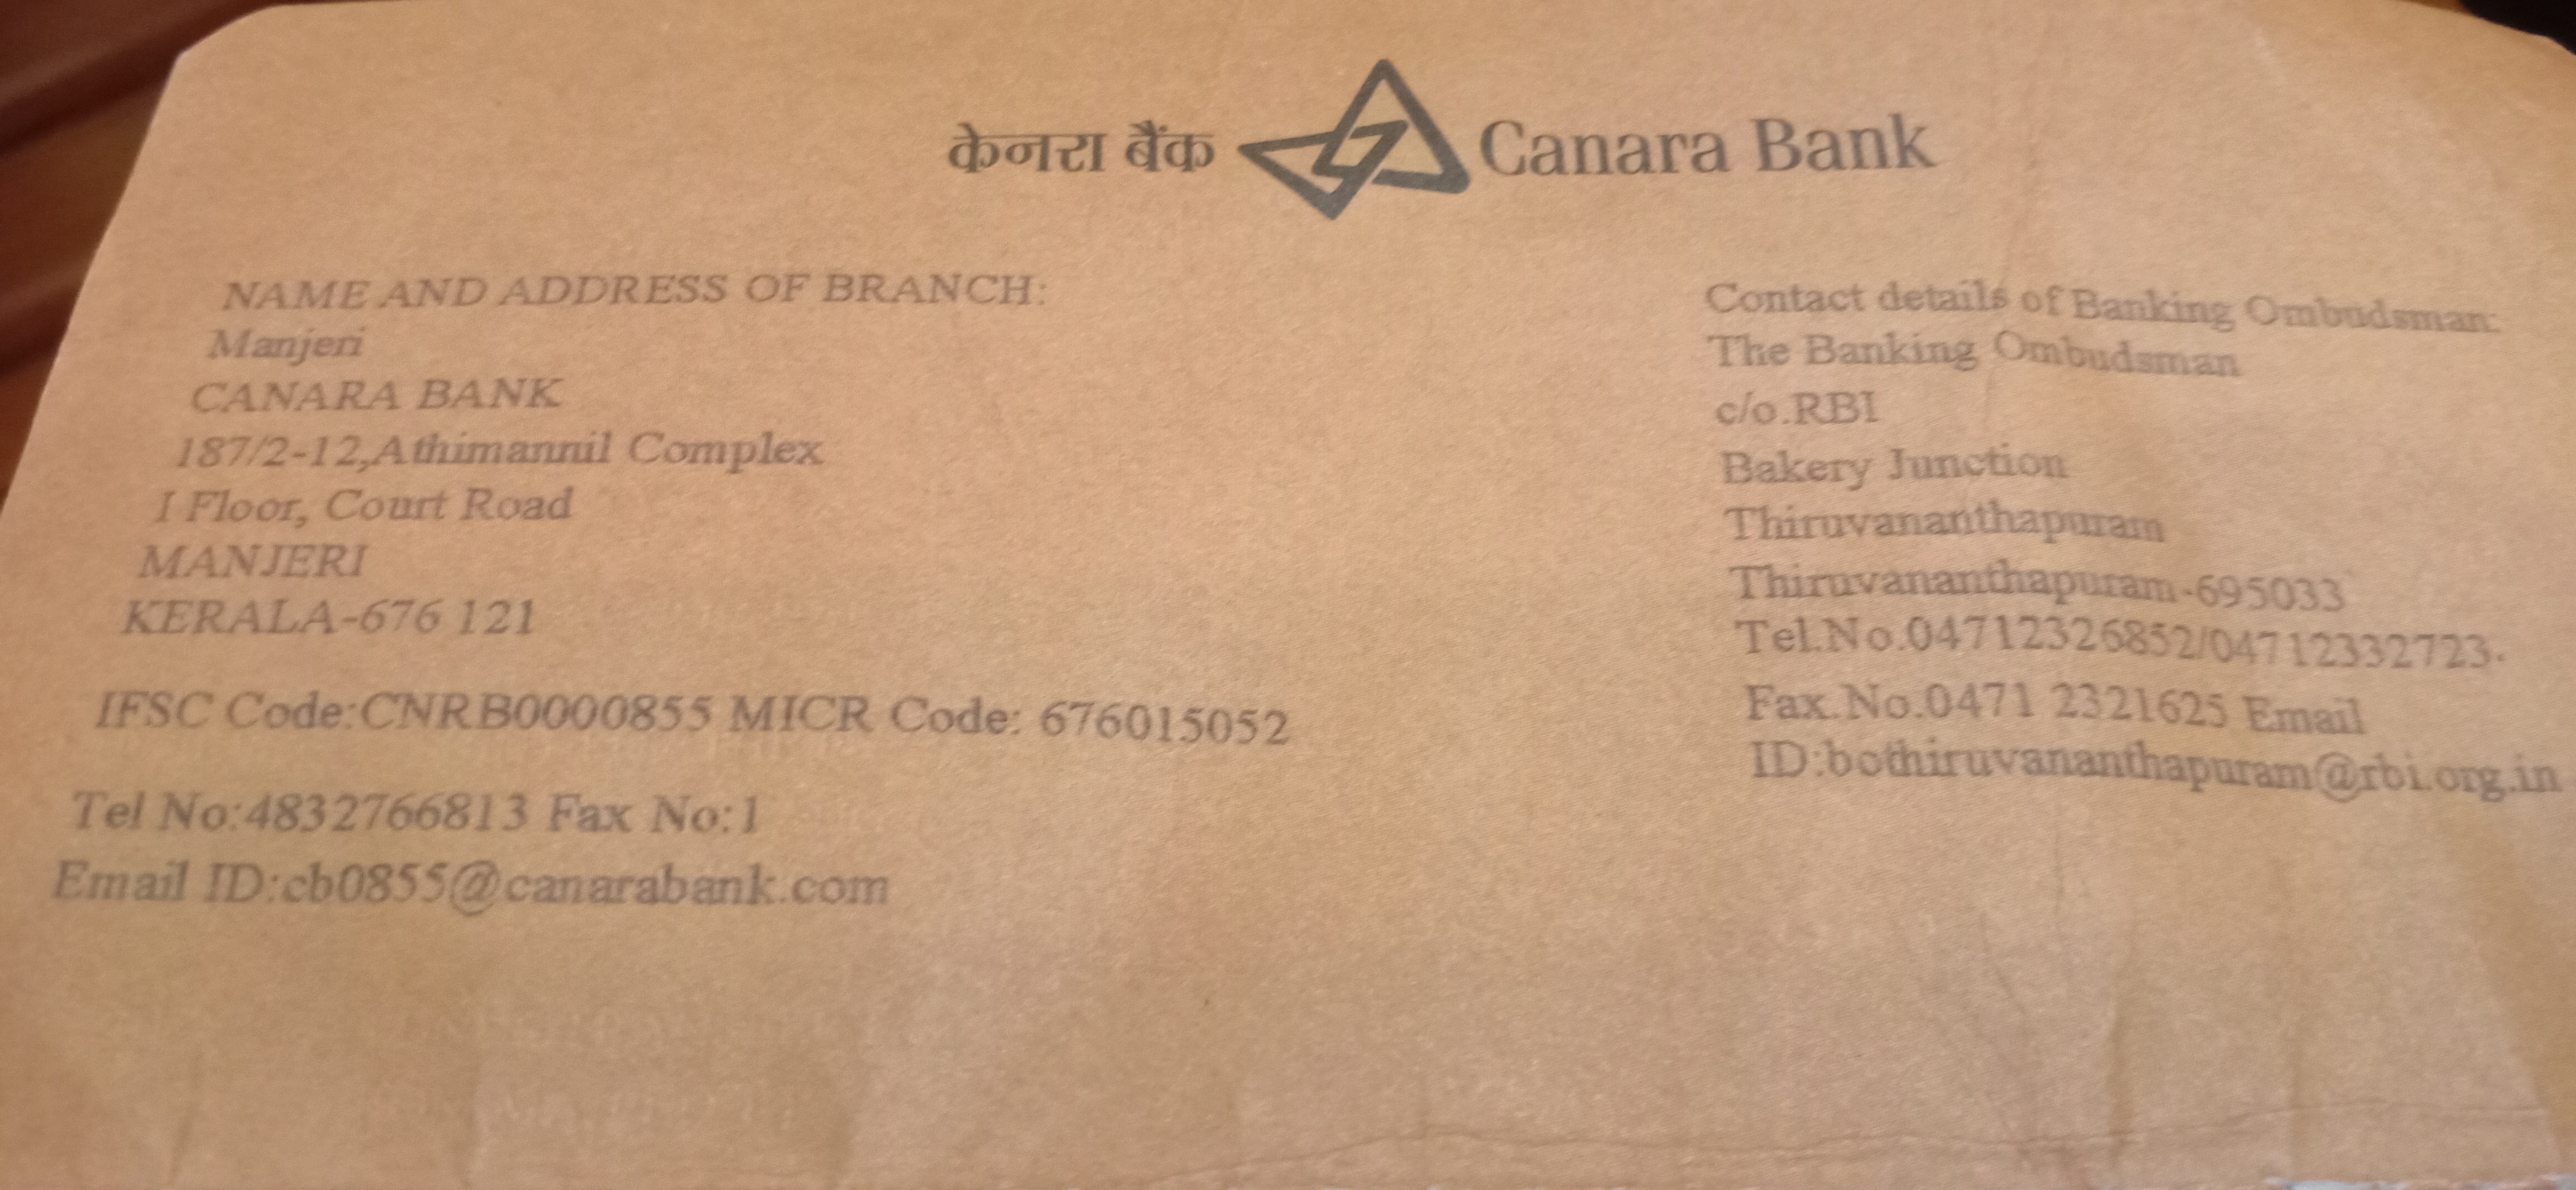 केनरा बैंक Canara Bank
NAME AND ADDRESS OF BRANCH:
Manjeri
CANARA BANK
187/2-12,Athimannil Complex
I Floor, Court Road
MANJERI
KERALA-676 121
IFSC Code:CNRB0000855 MICR Code: 676015052
Tel No:4832766813 Fax No:1
Email ID:cb0855@canarabank.com
Contact details of Banking Ombudsman:
The Banking Ombudsman
c/o.RBI
Bakery Junction
Thiruvananthapuram
Thiruvananthapuram-695033
Tel.No.04712326852/04712332723.
Fax.No.0471 2321625 Email
ID:bothiruvananthapuram@rbi.org.in